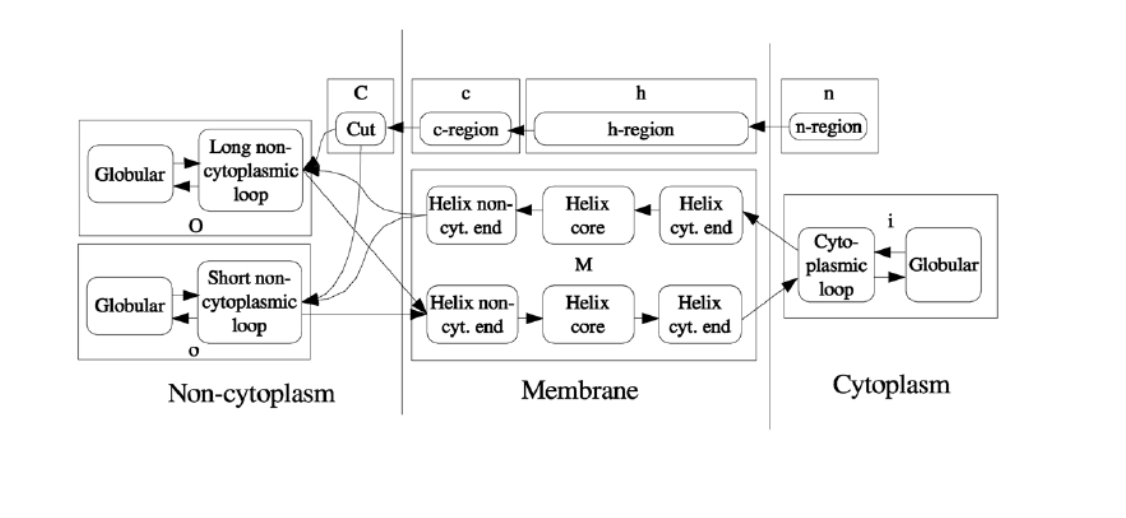 C
c
h
n
Cut
c-region
h-region
n-region
Globular
Long non-
cytoplasmic
loop
O
Globular
Short non-
cytoplasmic
loop
o
Helix non-
cyt. end
Helix
core
Helix
cyt. end
M
Helix non-
cyt. end
Helix
core
Helix
cyt. end
i
Cyto-
plasmic
loop
Globular
Non-cytoplasm
Membrane
Cytoplasm